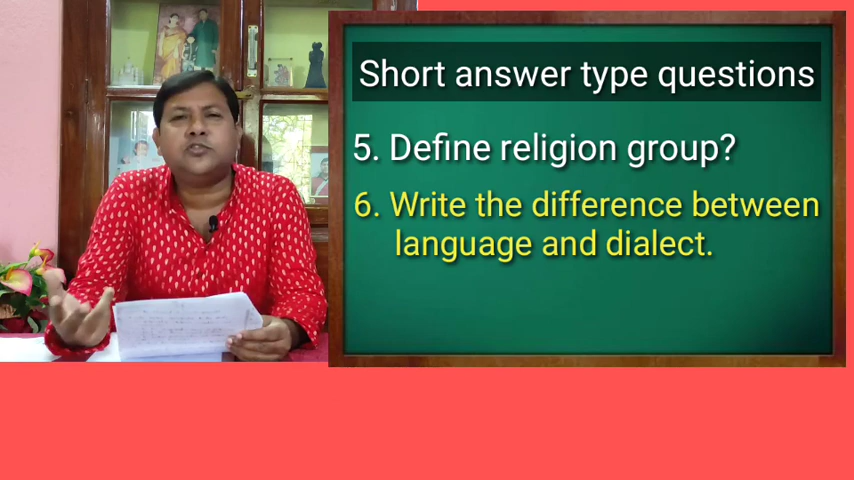 Short answer type questions
5. Define religion group?
6. Write the difference between
language and dialect.